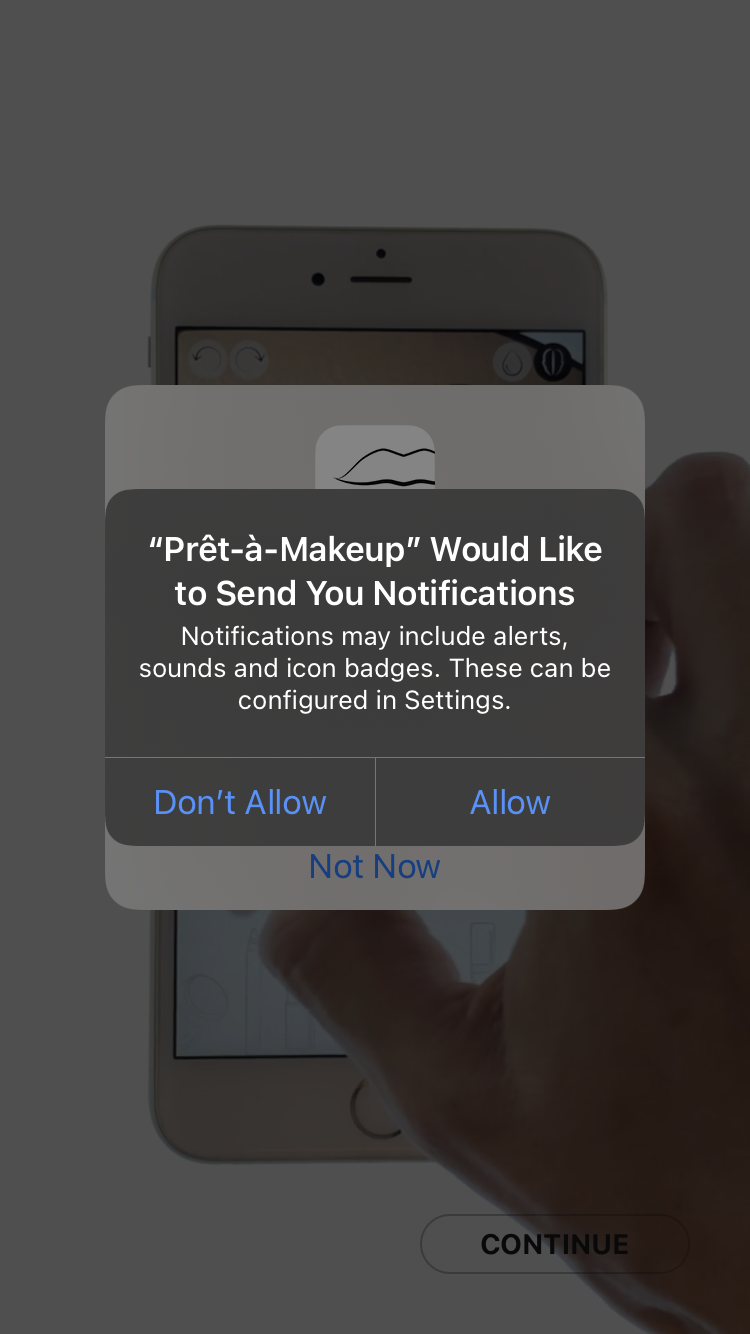 “Prêt-à-Makeup” Would Like
to Send You Notifications
Notifications may include alerts,
sounds and icon badges. These can be
configured in Settings.
Don’t Allow
Allow
Not Now
CONTINUE